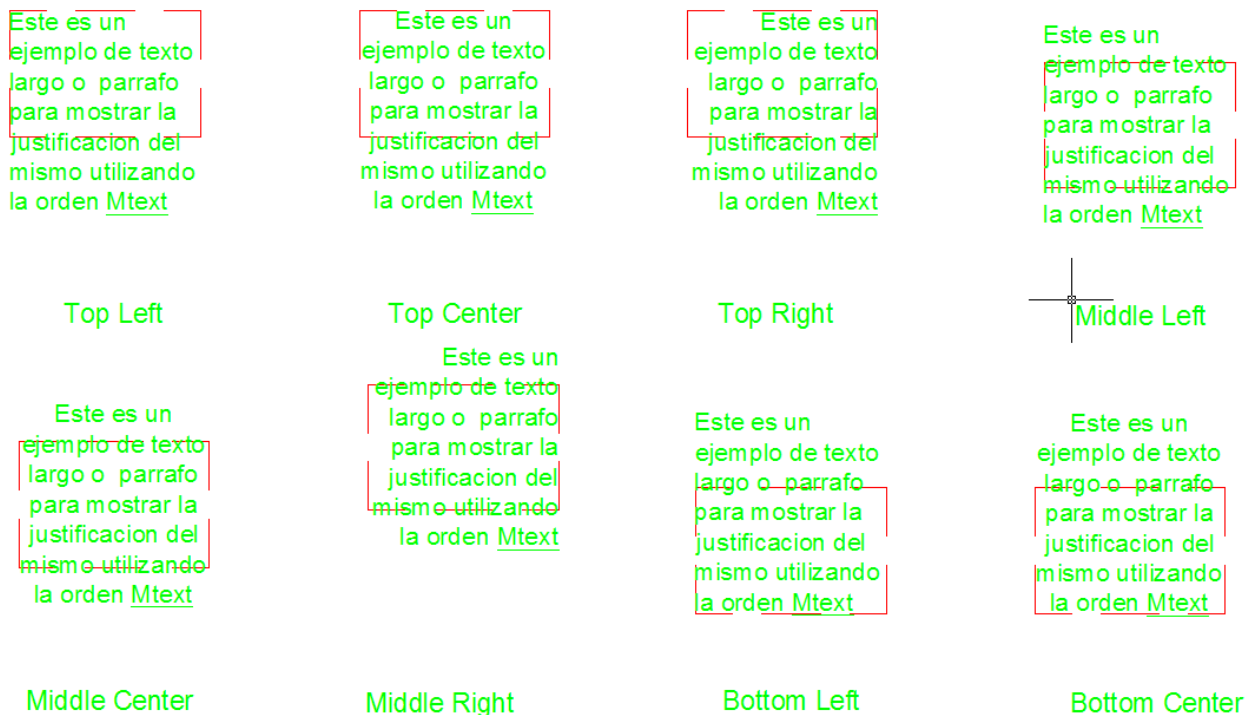 Este es un
ejemplo de texto
largo o  parrafo
para mostrar la
justificacion del
mismo utilizando
la orden Mtext
Top Left
Este es un
ejemplo de texto
largo o  parrafo
para mostrar la
justificacion del
mismo utilizando
la orden Mtext
Top Center
Este es un
ejemplo de texto
largo o  parrafo
para mostrar la
justificacion del
mismo utilizando
la orden Mtext
Top Right
Este es un
ejemplo de texto
largo o  parrafo
para mostrar la
justificacion del
mismo utilizando
la orden Mtext
Middle Left
Este es un
ejemplo de texto
largo o  parrafo
para mostrar la
justificacion del
mismo utilizando
la orden Mtext
Middle Center
Este es un
ejemplo de texto
largo o  parrafo
para mostrar la
justificacion del
mismo utilizando
la orden Mtext
Middle Right
Este es un
ejemplo de texto
largo o  parrafo
para mostrar la
justificacion del
mismo utilizando
la orden Mtext
Bottom Left
Este es un
ejemplo de texto
largo o  parrafo
para mostrar la
justificacion del
mismo utilizando
la orden Mtext
Bottom Center